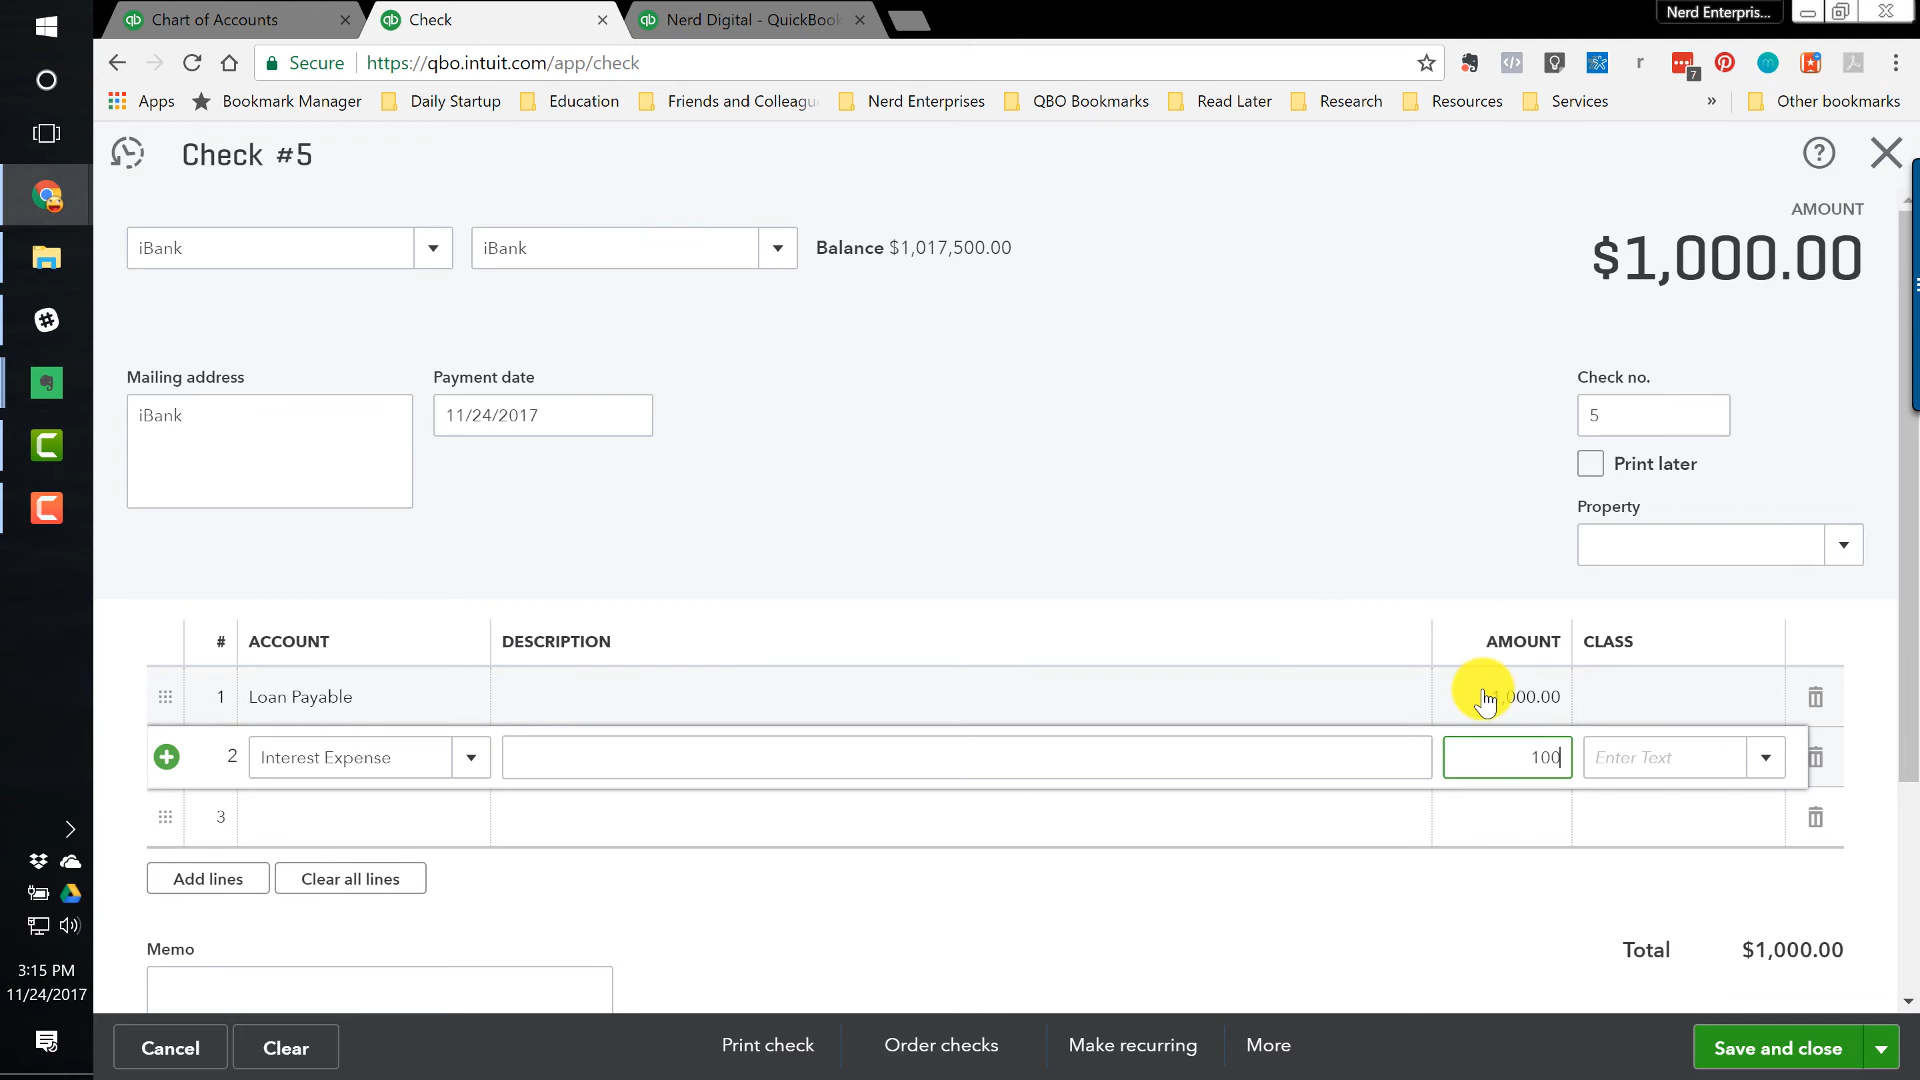 Chart of Accounts
Check
Nerd Digital - QuickBook
Nerd Enterpris...
Secure
https://qbo.intuit.com/app/check
7
Apps
Bookmark Manager
Daily Startup
Education
Friends and Colleagu
Nerd Enterprises
QBO Bookmarks
Read Later
Research
Resources
Services
»
Other bookmarks
Check #5
AMOUNT
$1,000.00
iBank
iBank
Balance $1,017,500.00
Mailing address
Payment date
Check no.
iBank
11/24/2017
5
Print later
Property
# ACCOUNT DESCRIPTION AMOUNT CLASS
1 Loan Payable 1,000.00
2 Interest Expense 100 Enter Text
3
Add lines
Clear all lines
Memo
Total $1,000.00
Cancel
Clear
Print check
Order checks
Make recurring
More
Save and close
3:15 PM
11/24/2017